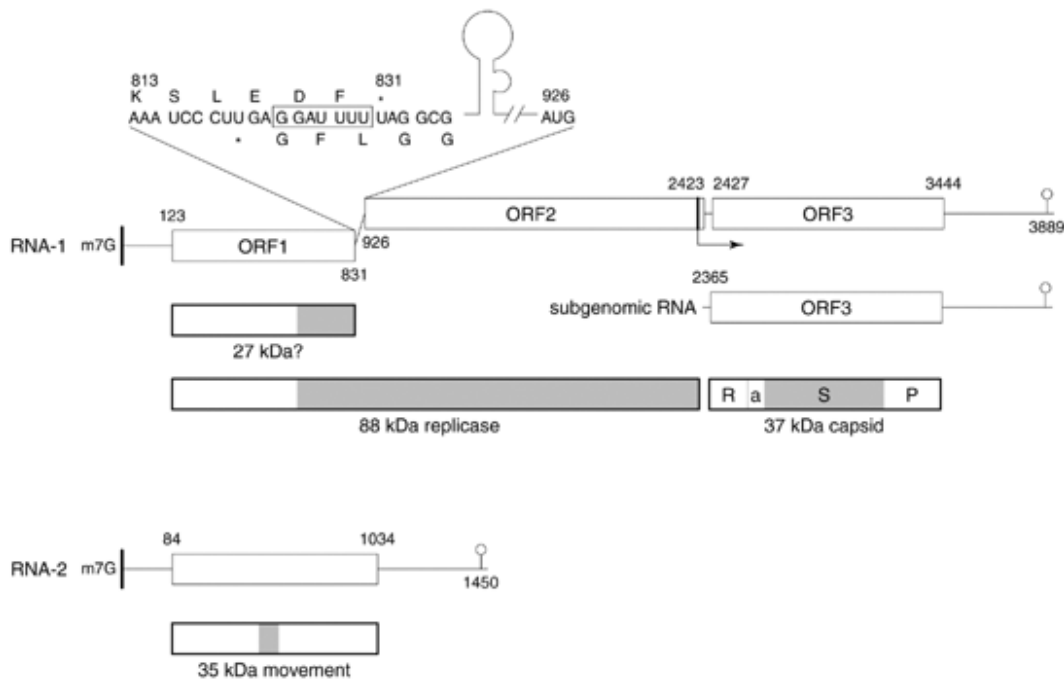 813 831
K S L E D F *
AAA UCC CUU GA G GAU UUU UAG GCG AUG
926
* G F L G G
2423 2427 3444
123
ORF2 ORF3
RNA-1 m7G ORF1 926 3889
831
2365
subgenomic RNA ORF3
27 kDa?
R a S P
88 kDa replicase 37 kDa capsid
84 1034
RNA-2 m7G
1450
35 kDa movement